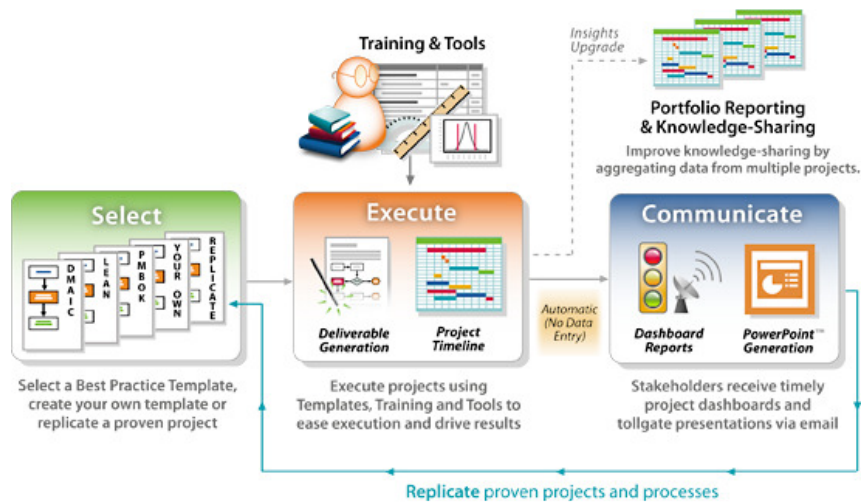 Training & Tools
Insights
Upgrade
Portfolio Reporting
& Knowledge-Sharing
Improve knowledge-sharing by
aggregating data from multiple projects.
Select
DMAIC
LEAN
PMBOK
YOUR OWN
REPLICATE
Select a Best Practice Template,
create your own template or
replicate a proven project
Execute
Deliverable
Generation
Project
Timeline
Execute projects using
Templates, Training and Tools to
ease execution and drive results
Automatic
(No Data
Entry)
Communicate
Dashboard
Reports
PowerPoint™
Generation
Stakeholders receive timely
project dashboards and
tollgate presentations via email
Replicate proven projects and processes